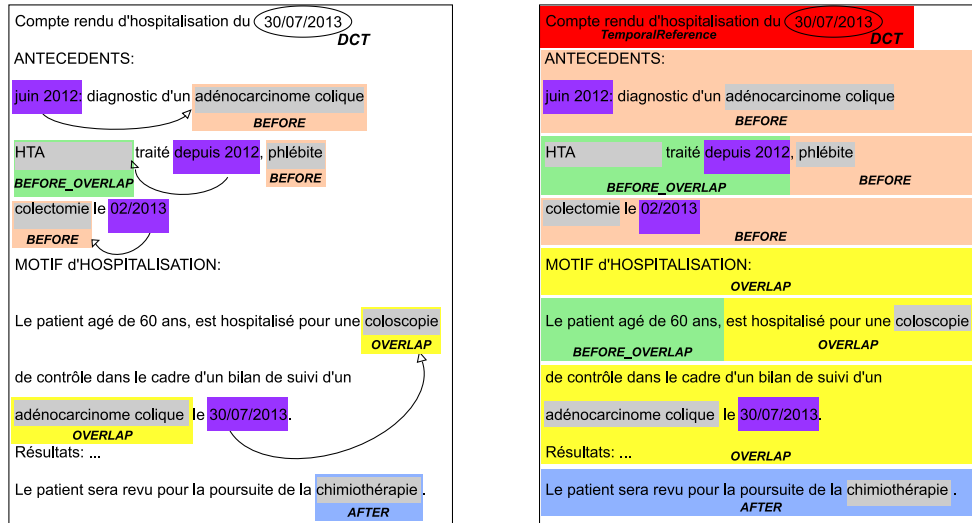 Compte rendu d'hospitalisation du 30/07/2013
DCT
ANTECEDENTS:
juin 2012: diagnostic d'un adénocarcinome colique
BEFORE
HTA traité depuis 2012, phlébite
BEFORE_OVERLAP
BEFORE
colectomie le 02/2013
BEFORE
MOTIF d'HOSPITALISATION:
Le patient agé de 60 ans, est hospitalisé pour une coloscopie
OVERLAP
de contrôle dans le cadre d'un bilan de suivi d'un
adénocarcinome colique le 30/07/2013.
OVERLAP
Résultats: ...
Le patient sera revu pour la poursuite de la chimiothérapie .
AFTER
Compte rendu d'hospitalisation du 30/07/2013
TemporalReference
DCT
ANTECEDENTS:
juin 2012: diagnostic d'un adénocarcinome colique
BEFORE
HTA traité depuis 2012, phlébite
BEFORE_OVERLAP
BEFORE
colectomie le 02/2013
BEFORE
MOTIF d'HOSPITALISATION:
OVERLAP
Le patient agé de 60 ans, est hospitalisé pour une coloscopie
BEFORE_OVERLAP
OVERLAP
de contrôle dans le cadre d'un bilan de suivi d'un
adénocarcinome colique le 30/07/2013.
Résultats: ...
OVERLAP
Le patient sera revu pour la poursuite de la chimiothérapie .
AFTER